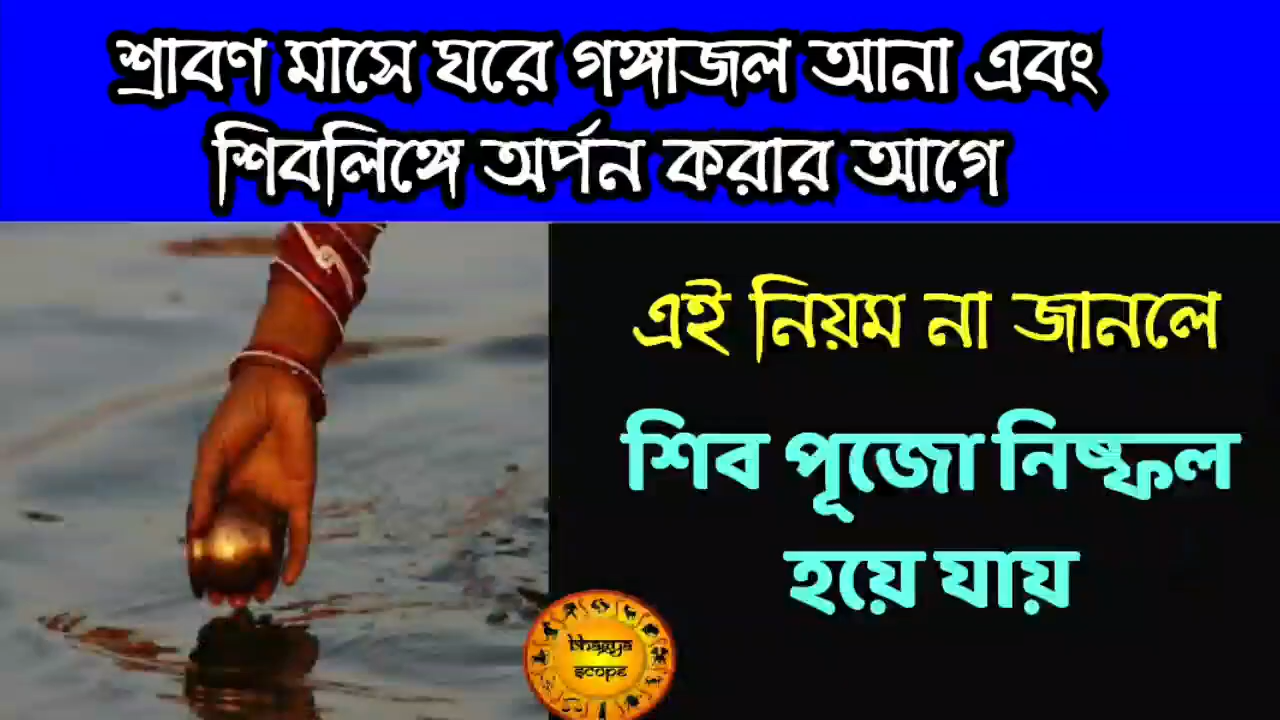 শ্রাবণ মাসে ঘরে গঙ্গাজল আনা এবং
শিবলিঙ্গে অর্পন করার আগে
এই নিয়ম না জানলে
শিব পূজো নিষ্ফল
হয়ে যায়
bhagya
scope